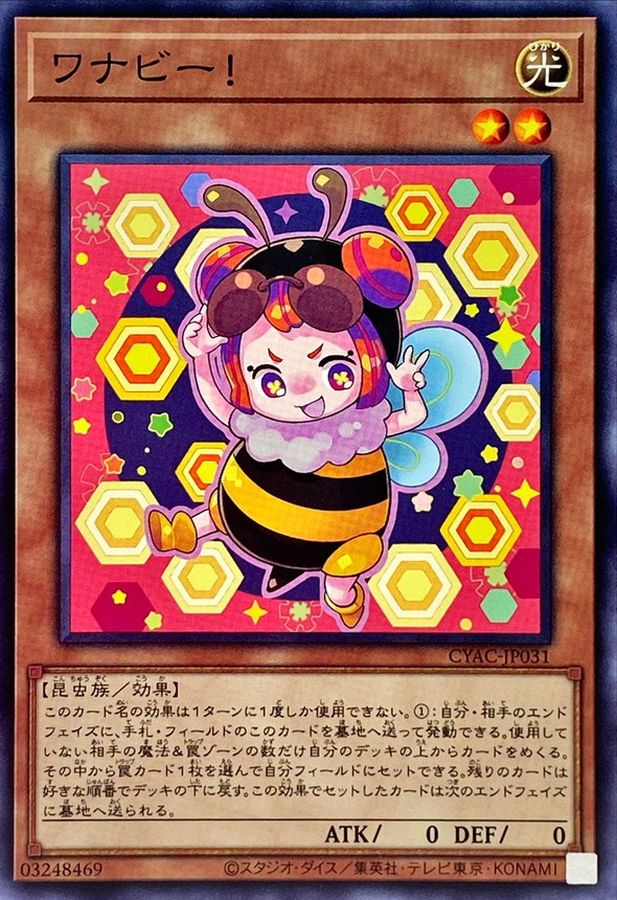 ワナビー!
ひかり
光
CYAC-JP031
【昆虫族/効果】
このカード名の効果は1ターンに1度しか使用できない。①:自分・相手のエンド
フェイズに、手札・フィールドのこのカードを墓地へ送って発動できる。使用して
いない相手の魔法&罠ゾーンの数だけ自分のデッキの上からカードをめくる。
その中から罠カード1枚を選んで自分フィールドにセットできる。残りのカードは
好きな順番でデッキの下に戻す。この効果でセットしたカードは次のエンドフェイズ
に墓地へ送られる。
ATK/ 0 DEF/ 0
03248469 ©スタジオ・ダイス/集英社・テレビ東京・KONAMI